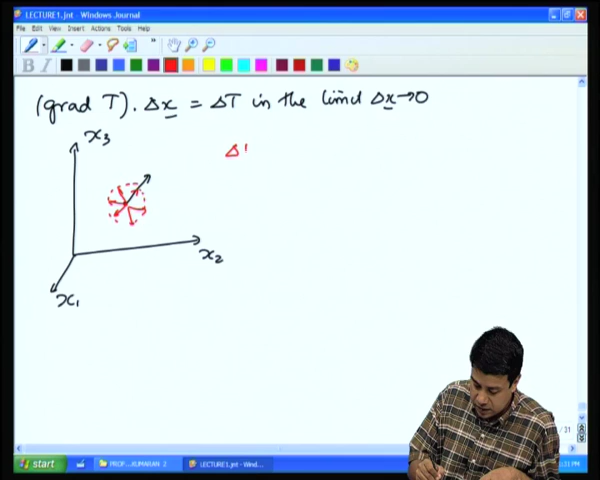 LECTURE1.jnt - Windows Journal
File Edit View Insert Actions Tools Help
B I
(grad T). Δx = ΔT in the limit Δx→0
x3
Δ
x2
x1
/ 31
start
PROF...KUMARAN 2
LECTURE1.jnt - Wind...